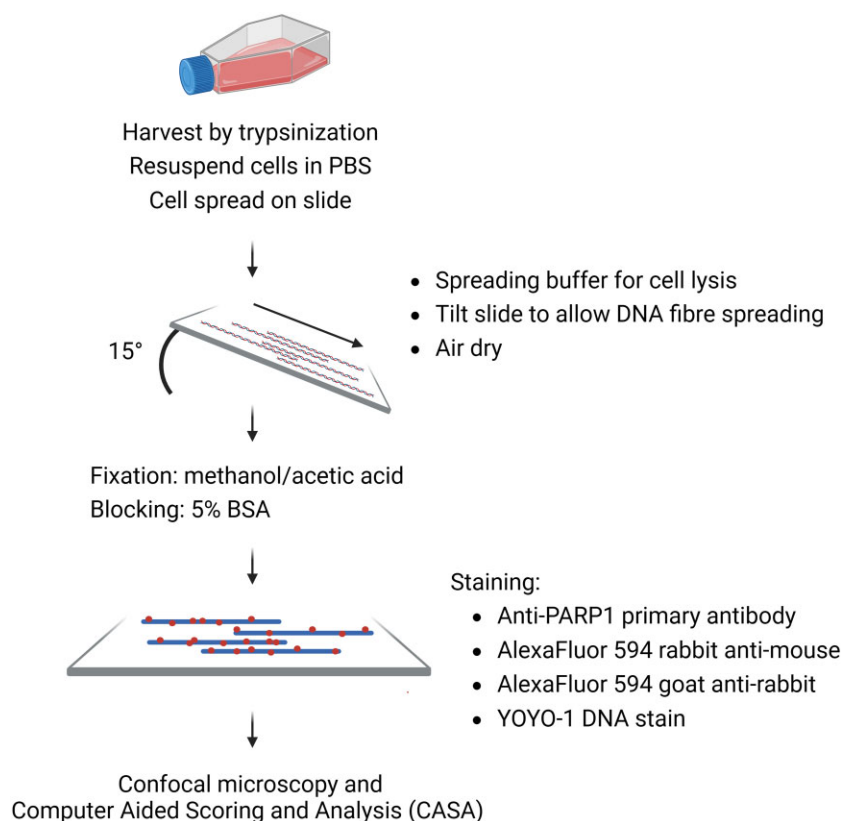 Harvest by trypsinization
Resuspend cells in PBS
Cell spread on slide
• Spreading buffer for cell lysis
• Tilt slide to allow DNA fibre spreading
• Air dry
15°
Fixation: methanol/acetic acid
Blocking: 5% BSA
Staining:
• Anti-PARP1 primary antibody
• AlexaFluor 594 rabbit anti-mouse
• AlexaFluor 594 goat anti-rabbit
• YOYO-1 DNA stain
Confocal microscopy and
Computer Aided Scoring and Analysis (CASA)